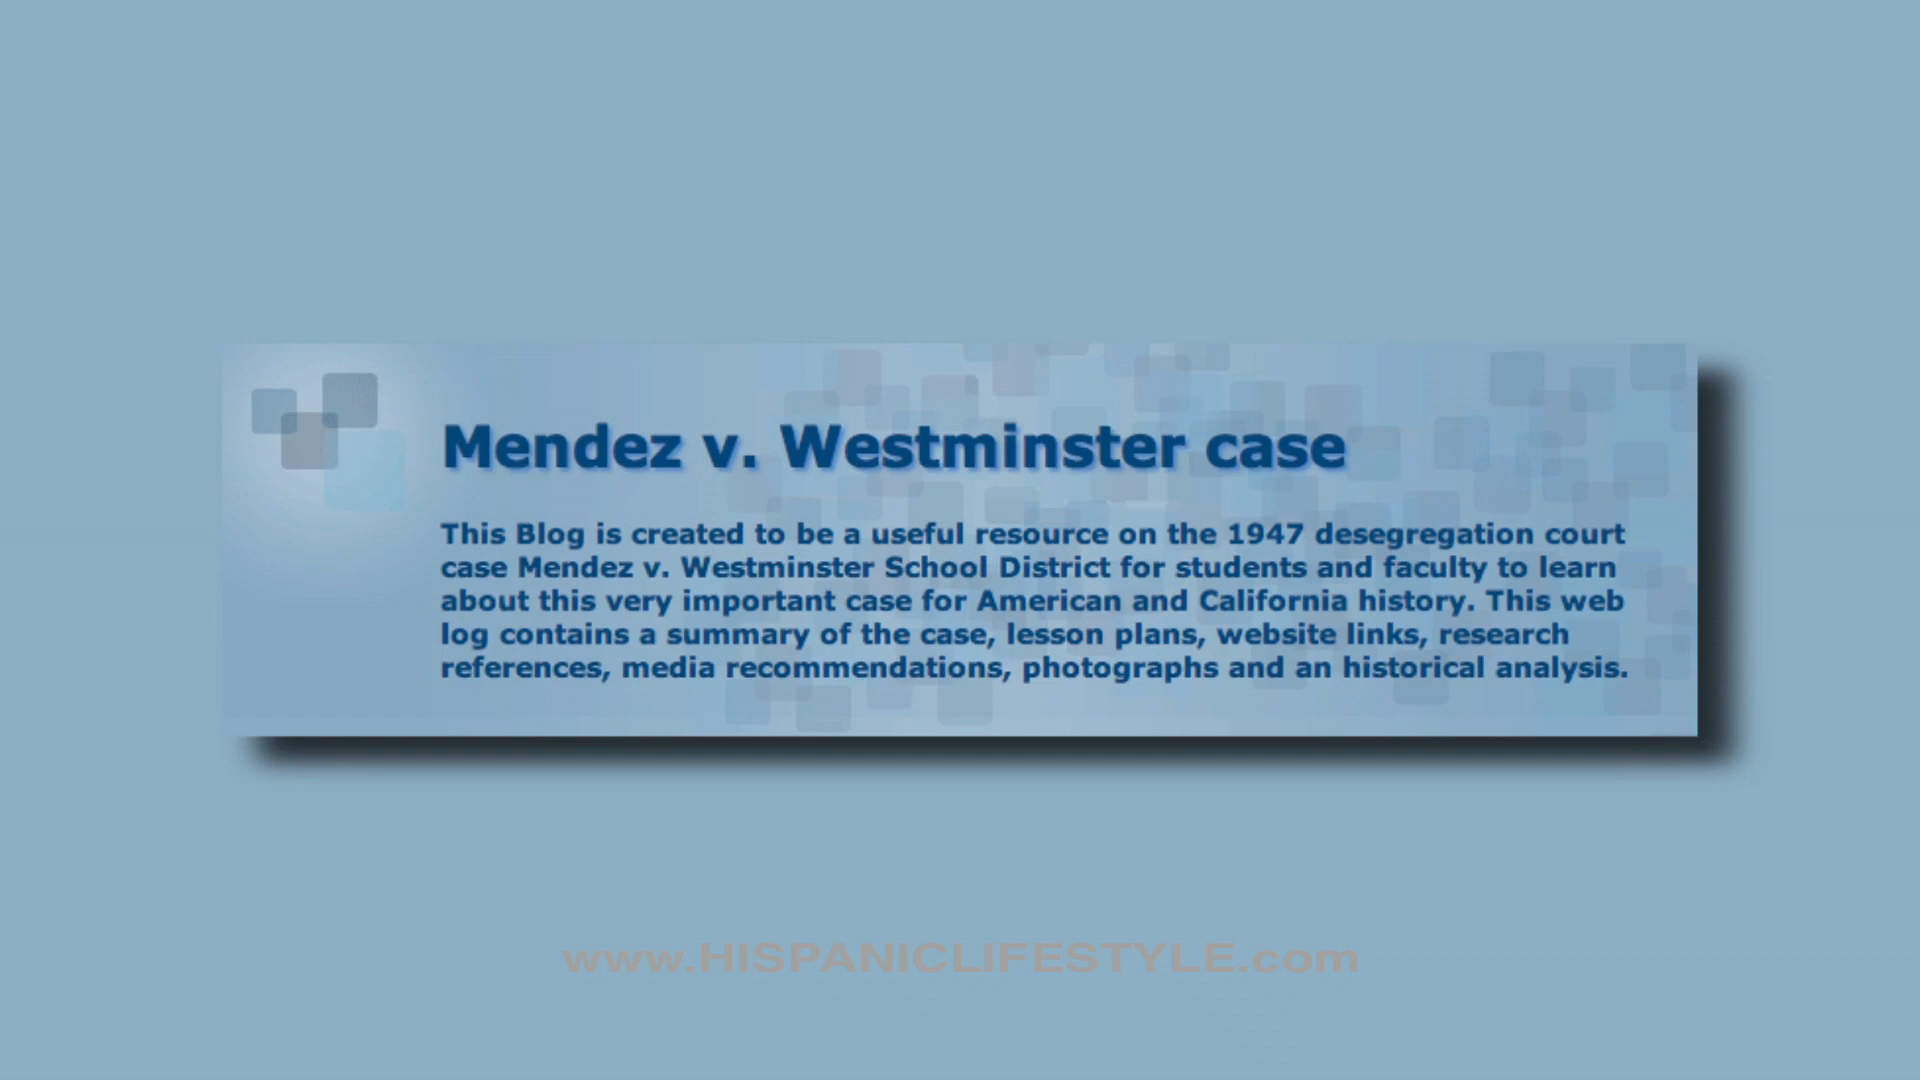 Mendez v. Westminster case
This Blog is created to be a useful resource on the 1947 desegregation court
case Mendez v. Westminster School District for students and faculty to learn
about this very important case for American and California history. This web
log contains a summary of the case, lesson plans, website links, research
references, media recommendations, photographs and an historical analysis.
www.HISPANICLIFESTYLE.com